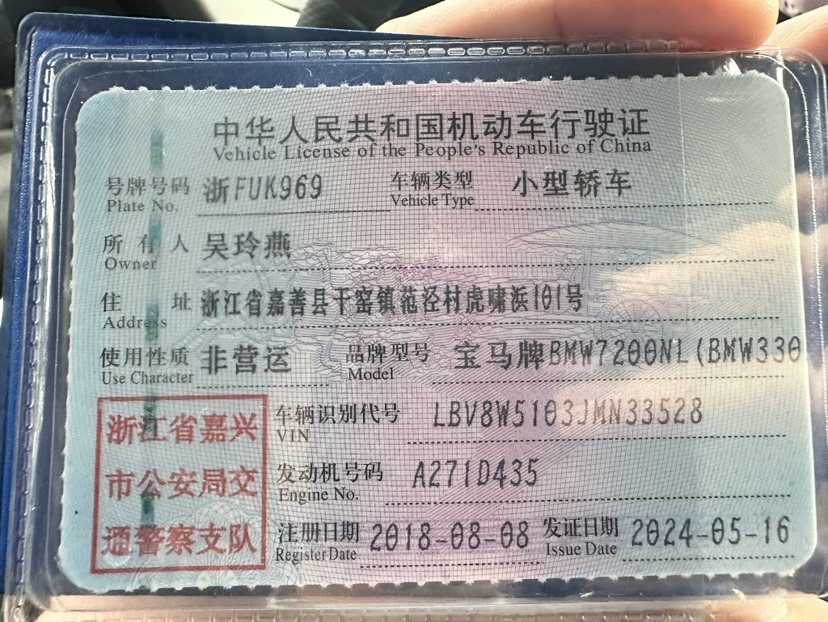 中华人民共和国机动车行驶证
Vehicle License of the People's Republic of China
号牌号码 浙FUK969 车辆类型 小型轿车
Plate No. Vehicle Type
所有人 吴玲燕
Owner
住址 浙江省嘉善县干窑镇范泾村虎啸浜101号
Address
使用性质 非营运 品牌型号 宝马牌BMW7200NL(BMW330
Use Character Model
浙江省嘉兴
市公安局交
通警察支队
车辆识别代号 LBV8W5103JMN33528
VIN
发动机号码 A271D435
Engine No.
注册日期 2018-08-08 发证日期 2024-05-16
Register Date Issue Date